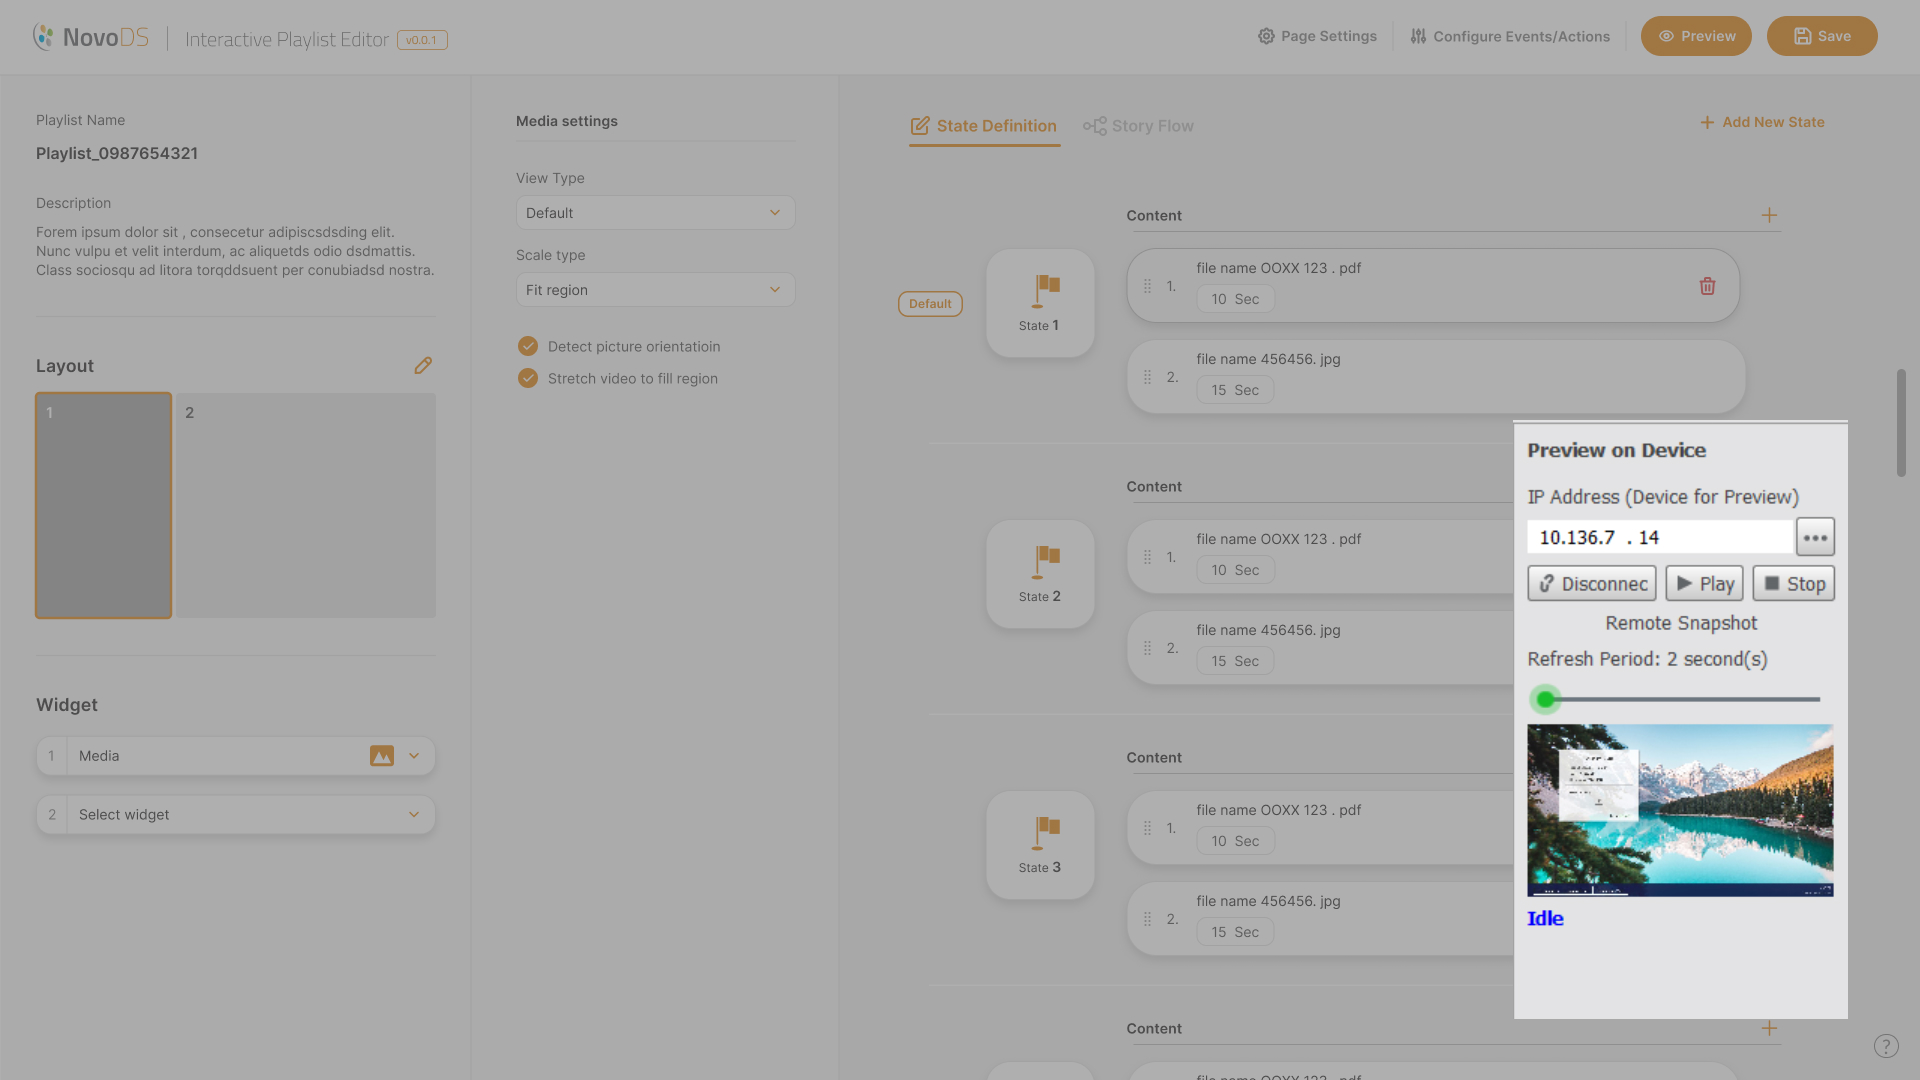 NovoDS
Interactive Playlist Editor
v0.0.1
Page Settings
Configure Events/Actions
Preview
Save
Playlist Name
Playlist_0987654321
Description
Forem ipsum dolor sit , consecetur adipiscsdsding elit.
Nunc vulpu et velit interdum, ac aliquetds odio dsdmattis.
Class sociosqu ad litora torqddsuent per conubiadsd nostra.
Layout
1
2
Widget
1 Media
2 Select widget
Media settings
View Type
Default
Scale type
Fit region
Detect picture orientatioin
Stretch video to fill region
State Definition
Story Flow
Add New State
Default
State 1
Content
1. file name OOXX 123 . pdf
10 Sec
2. file name 456456. jpg
15 Sec
State 2
Content
1. file name OOXX 123 . pdf
10 Sec
2. file name 456456. jpg
15 Sec
State 3
Content
1. file name OOXX 123 . pdf
10 Sec
2. file name 456456. jpg
15 Sec
Content
file name OOXX 123 . pdf
Preview on Device
IP Address (Device for Preview)
10.136.7 . 14
Disconnec
Play
Stop
Remote Snapshot
Refresh Period: 2 second(s)
Idle
?